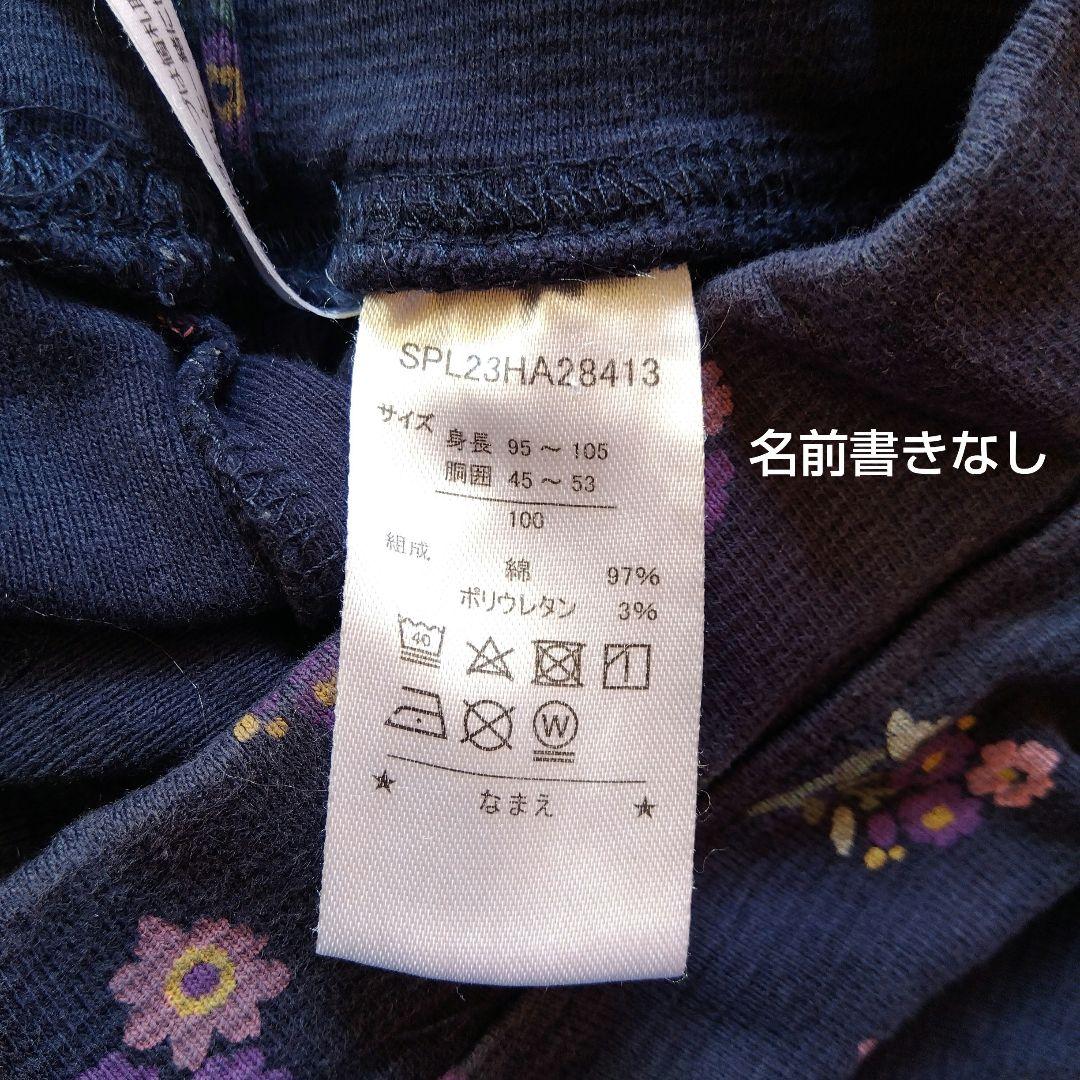 SPL23HA28413
サイズ
身長 95～105
胴囲 45～53
100
組成
綿 97%
ポリウレタン 3%
40
W
なまえ
名前書きなし